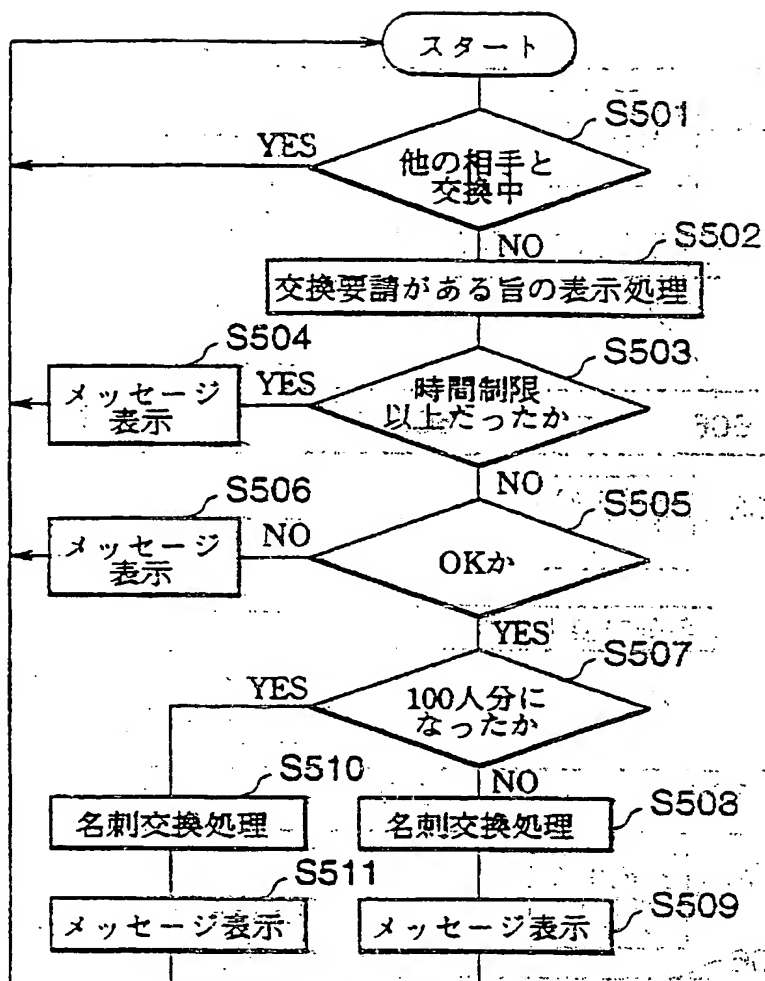 スタート
S501
YES
他の相手と
交換中
NO
S502
交換要請がある旨の表示処理
S504
S503
メッセージ
表示
YES
時間制限
以上だったか
NO
S506
S505
メッセージ
表示
NO
OKか
YES
S507
YES
100人分に
なったか
S510
NO
S508
名刺交換処理
名刺交換処理
S511
S509
メッセージ表示
メッセージ表示